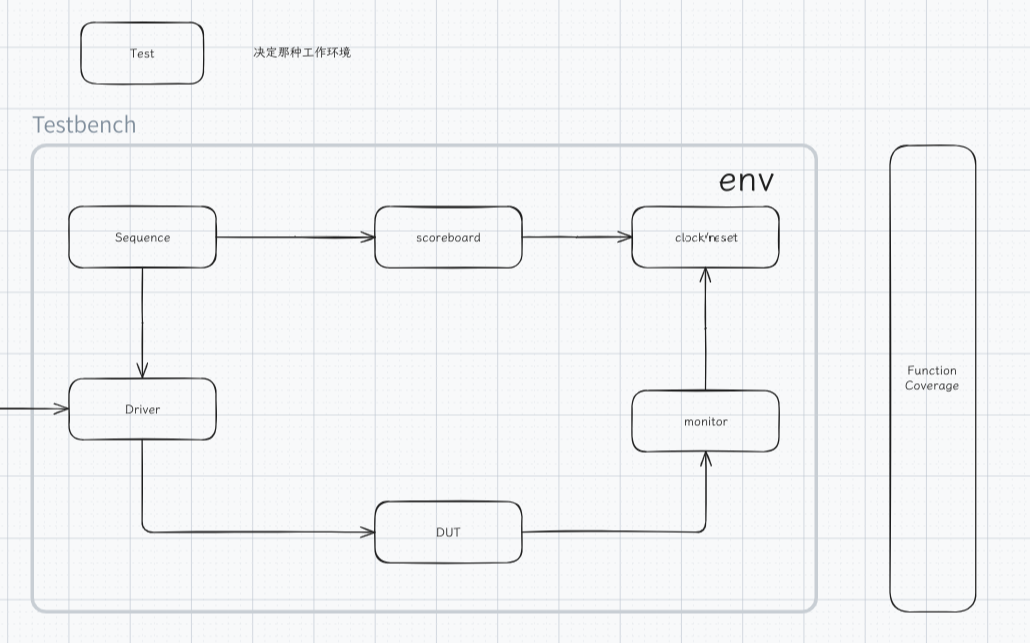 Test
决定那种工作环境
Testbench
env
Sequence
scoreboard
clock/reset
Driver
monitor
DUT
Function
Coverage